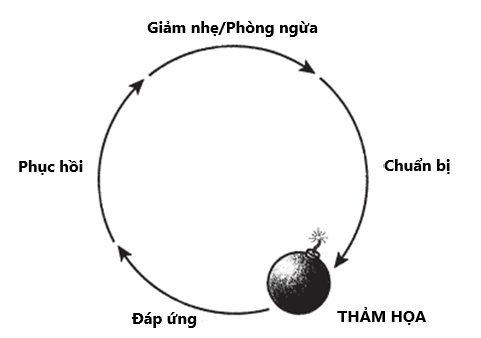 Giảm nhẹ/Phòng ngừa
Phục hồi
Chuẩn bị
Đáp ứng
THẢM HỌA